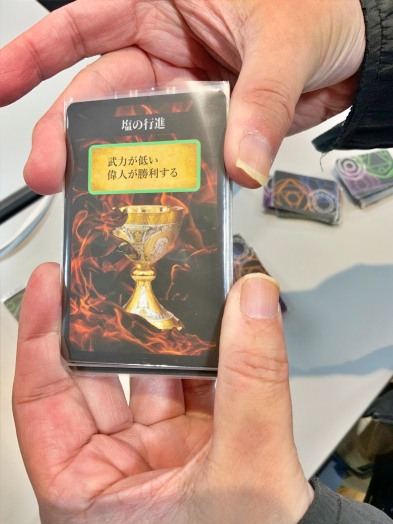 塩の行進
武力が低い
偉人が勝利する